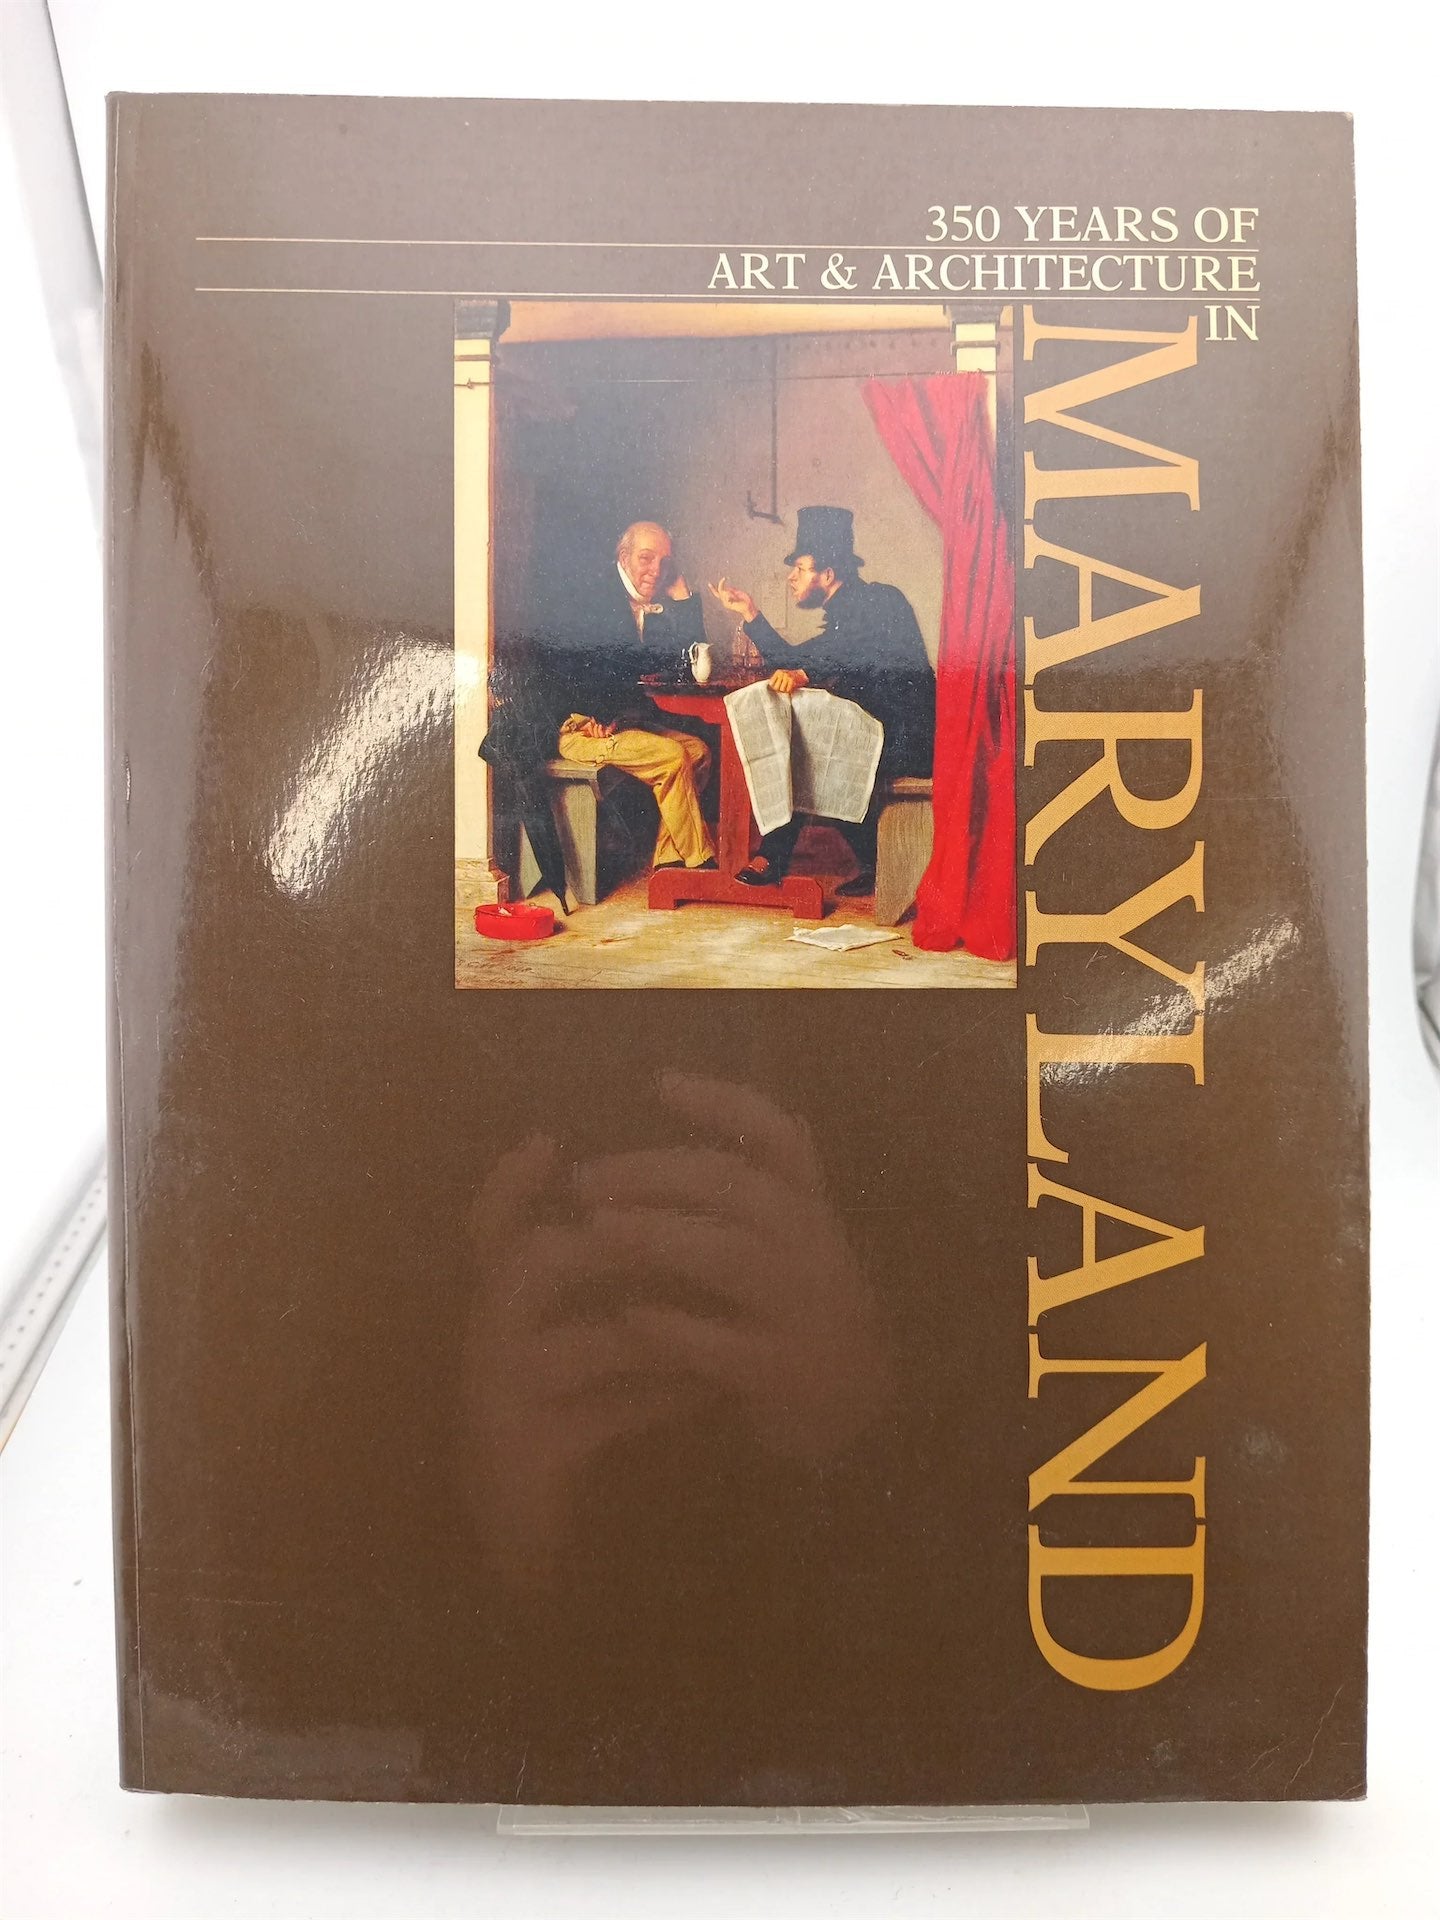 350 YEARS OF
ART & ARCHITECTURE
IN
MARYLAND